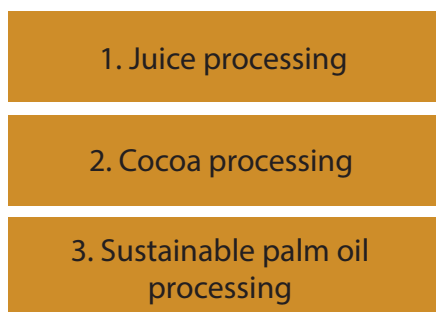 1. Juice processing
2. Cocoa processing
3. Sustainable palm oil
processing